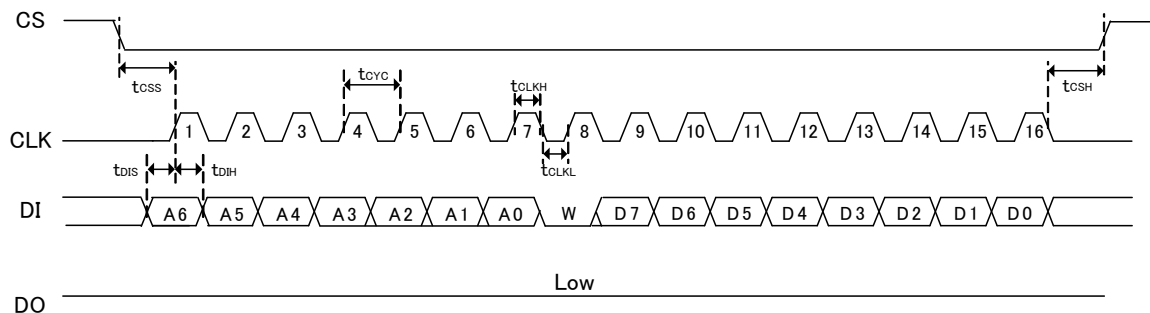 CS
tCSS
tCYC
tCLKH
tCSH
CLK
1 2 3 4 5 6 7 8 9 10 11 12 13 14 15 16
tDIS
tDIH
tCLKL
DI
A6 A5 A4 A3 A2 A1 A0 W D7 D6 D5 D4 D3 D2 D1 D0
Low
DO